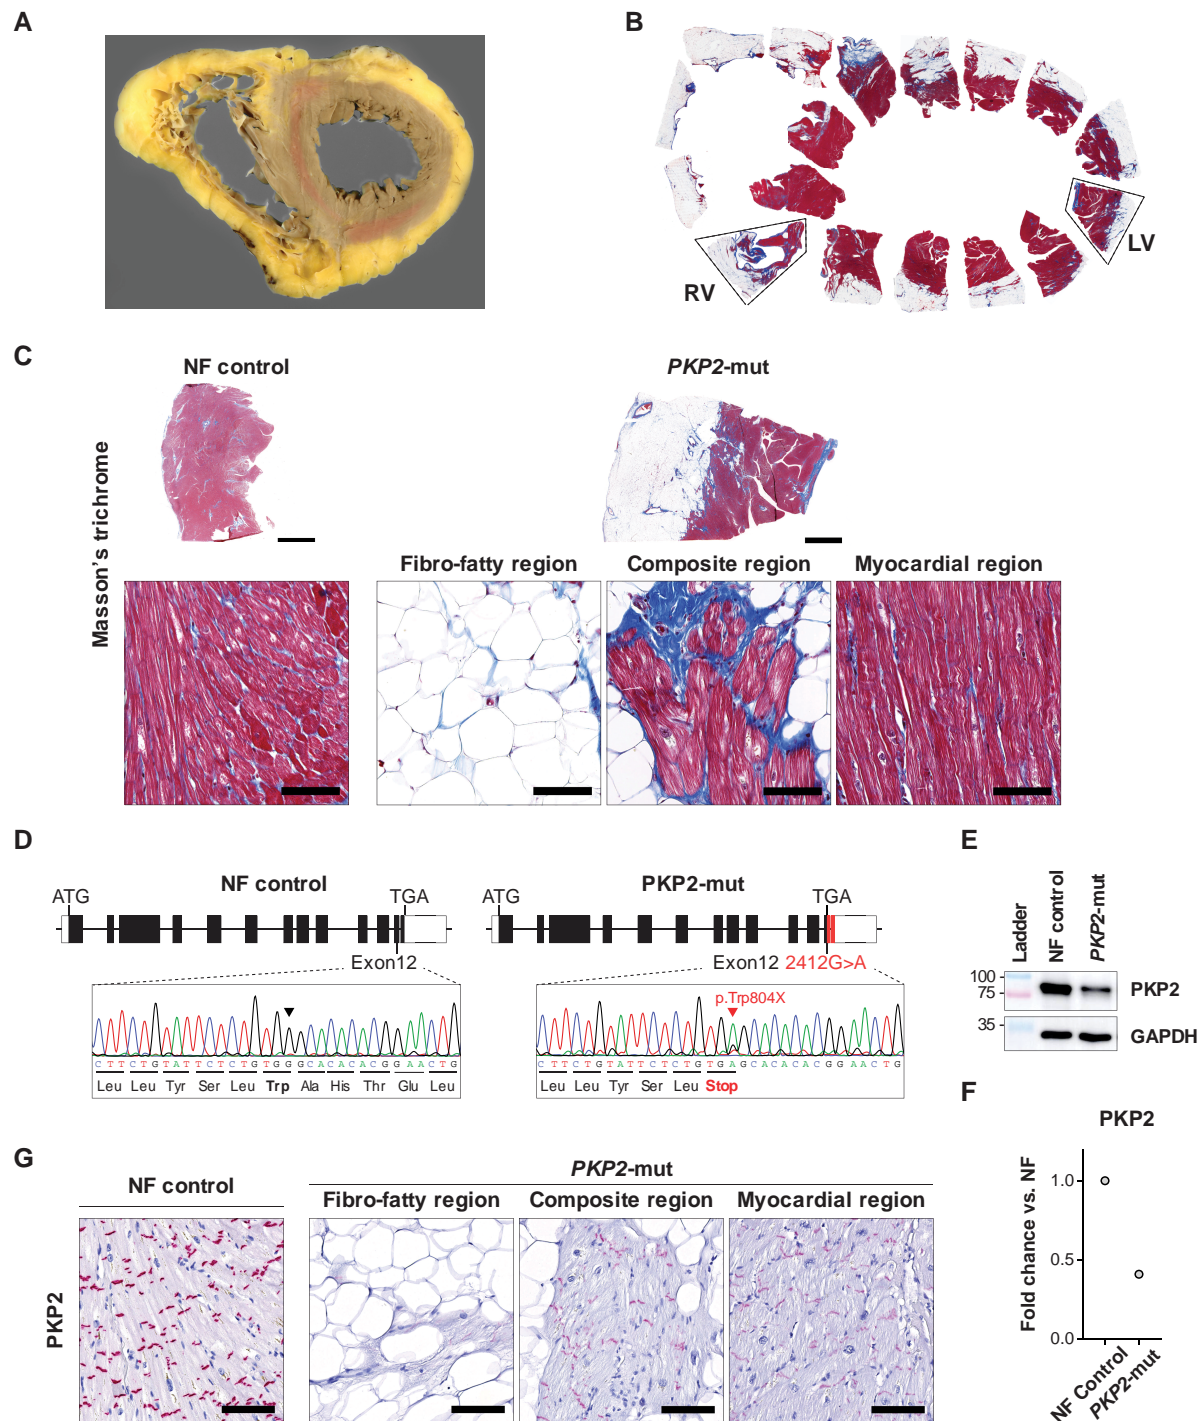 A
B
RV
LV
C
NF control
PKP2-mut
Masson's trichrome
Fibro-fatty region
Composite region
Myocardial region
D
NF control
ATG
TGA
Exon12
CTTCTGTATTCTCTGTGGGCACACACGGAACTG
Leu Leu Tyr Ser Leu Trp Ala His Thr Glu Leu
PKP2-mut
ATG
TGA
Exon12 2412G>A
p.Trp804X
CTTCTGTATTCTCTGTGAGCACACACGGAACTG
Leu Leu Tyr Ser Leu Stop
E
Ladder
NF control
PKP2-mut
100
75
35
PKP2
GAPDH
F
PKP2
Fold chance vs. NF
1.0
0.5
0.0
NF Control
PKP2-mut
G
PKP2-mut
NF control
Fibro-fatty region
Composite region
Myocardial region
PKP2